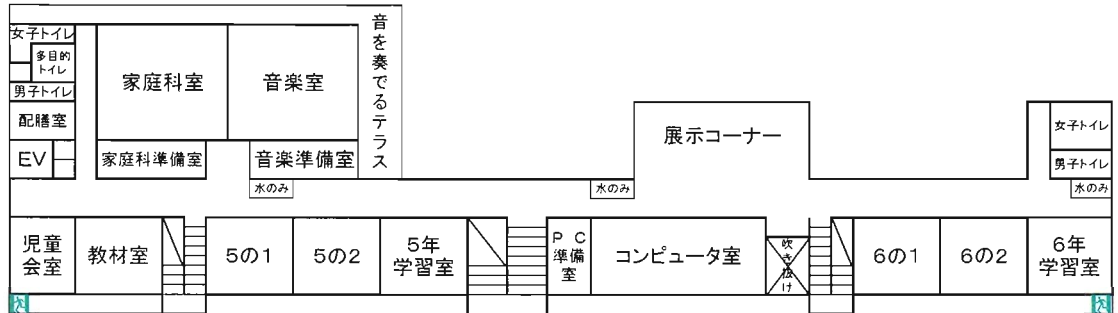 女子トイレ
多目的
トイレ
男子トイレ
配膳室
EV
家庭科室
音楽室
音を奏でるテラス
家庭科準備室
音楽準備室
水のみ
水のみ
展示コーナー
女子トイレ
男子トイレ
水のみ
児童
会室
教材室
5の1
5の2
5年
学習室
PC
準備
室
コンピュータ室
吹き抜け
6の1
6の2
6年
学習室